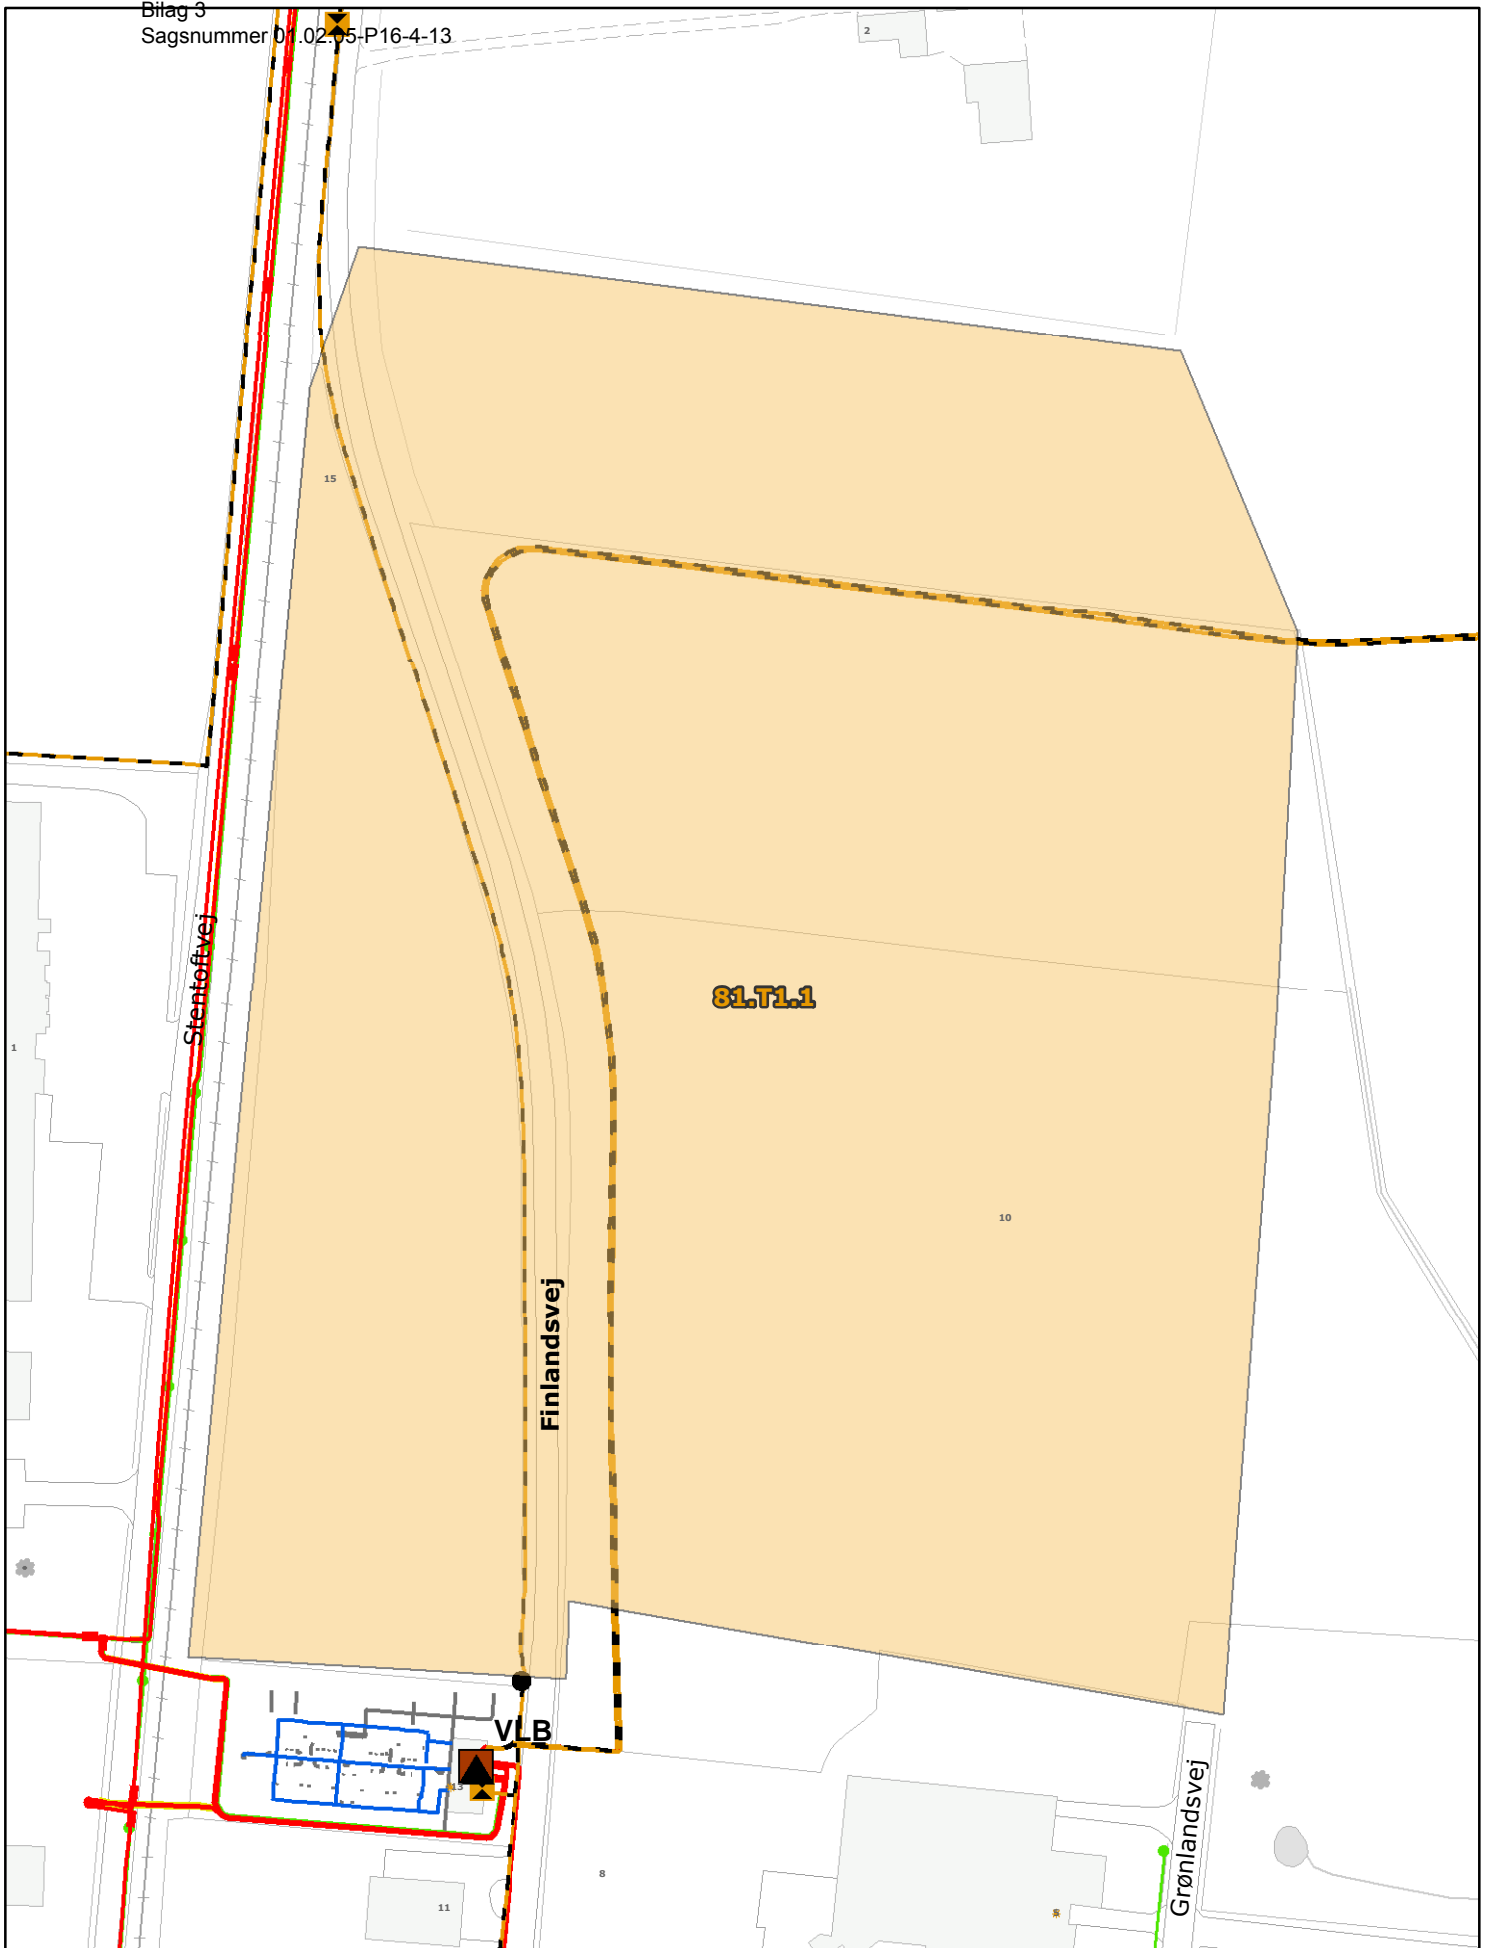 Bilag 3
Sagsnummer 01.02.05-P16-4-13
2
15
Stentoftvej
81.T1.1
1
10
Finlandsvej
VLB
13
Grønlandsvej
8
11
5